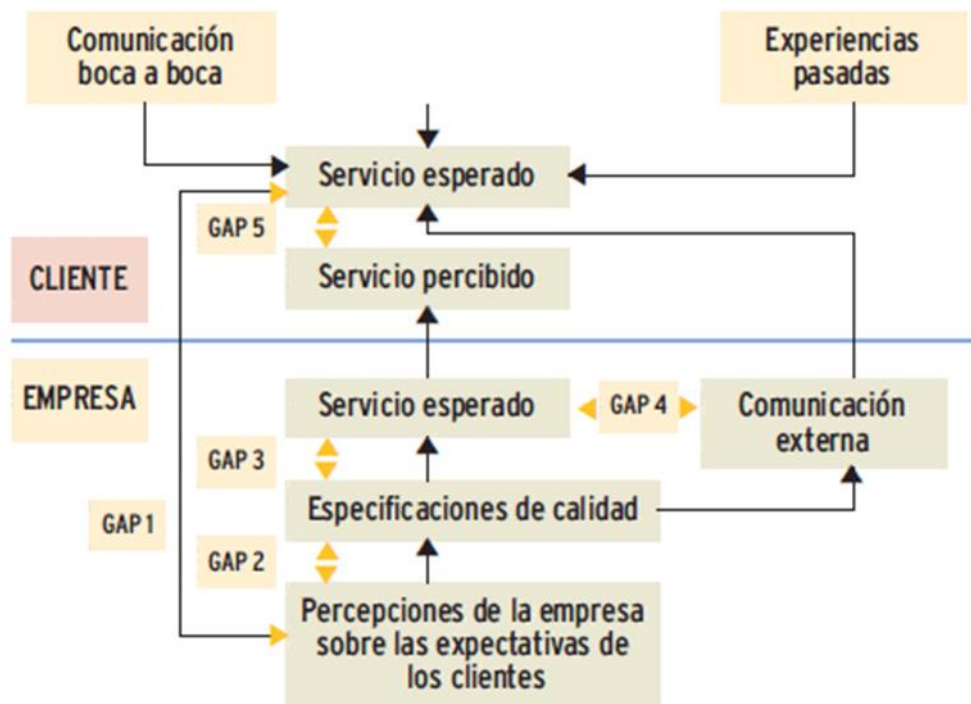 Comunicación
boca a boca
Experiencias
pasadas
Servicio esperado
GAP 5
CLIENTE
Servicio percibido
EMPRESA
Servicio esperado
GAP 4
Comunicación
externa
GAP 3
Especificaciones de calidad
GAP 1
GAP 2
Percepciones de la empresa
sobre las expectativas de
los clientes